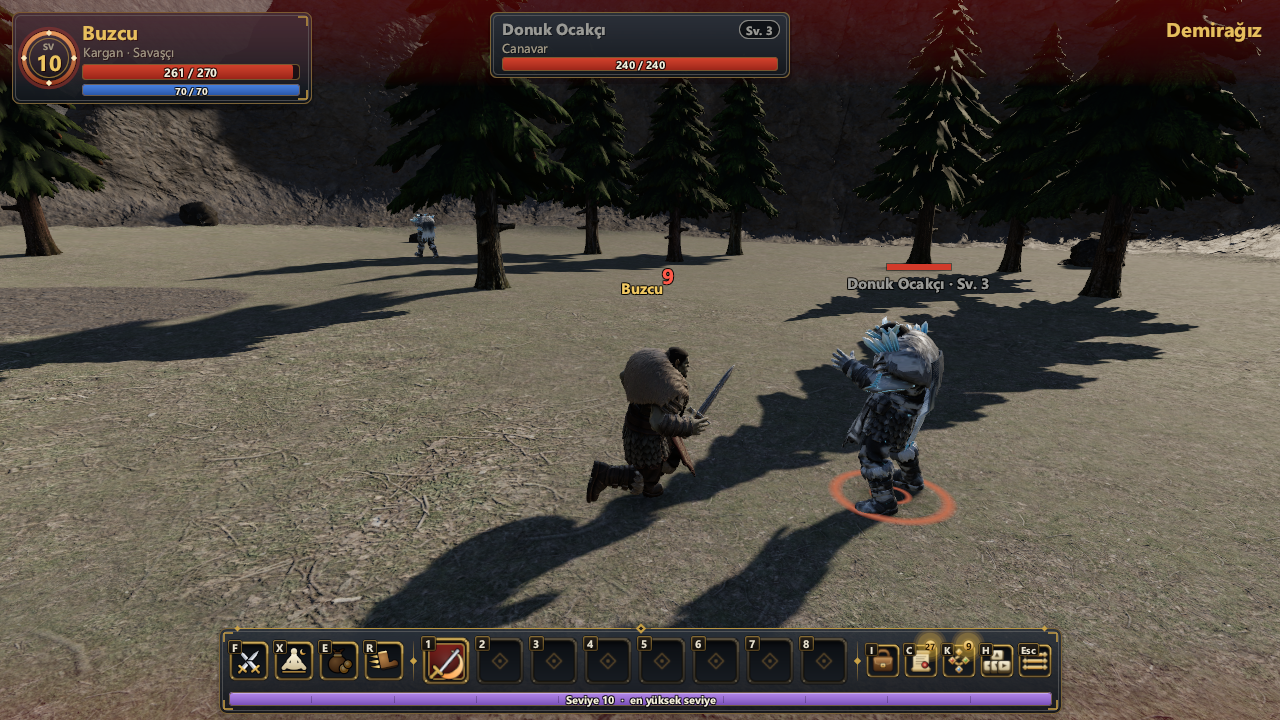 SV
10
Buzcu
Kargan · Savaşçı
261 / 270
70 / 70
Donuk Ocakçı
Sv. 3
Canavar
240 / 240
Demirağız
9
Buzcu
Donuk Ocakçı · Sv. 3
F
X
E
R
1
2
3
4
5
6
7
8
I
C
27
K
9
H
Esc
Seviye 10 · en yüksek seviye